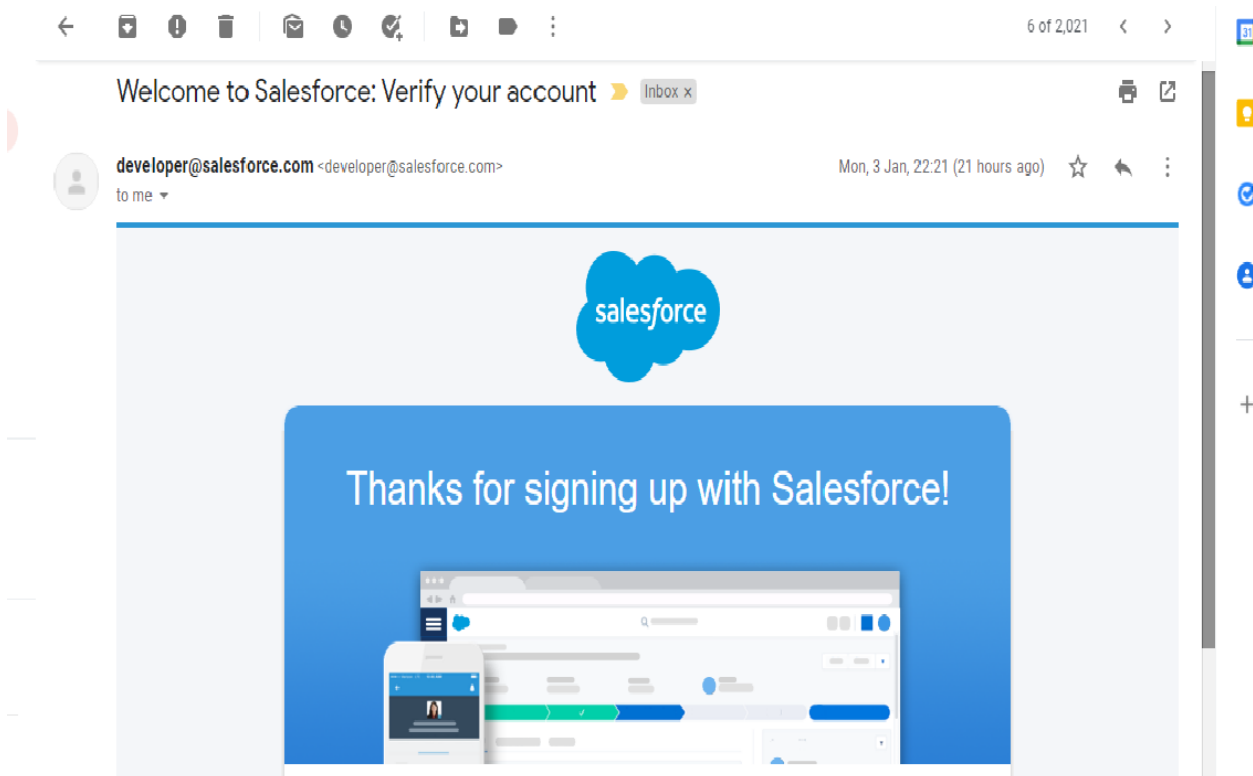 6 of 2,021
31
Welcome to Salesforce: Verify your account Inbox x
developer@salesforce.com <developer@salesforce.com> Mon, 3 Jan, 22:21 (21 hours ago)
to me
salesforce
Thanks for signing up with Salesforce!